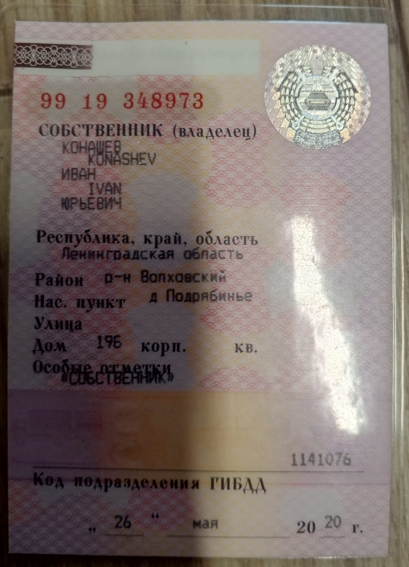 99 19 348973
СОБСТВЕННИК (владелец)
КОНАШЕВ
KONASHEV
ИВАН
IVAN
ЮРЬЕВИЧ
Республика, край, область
Ленинградская область
Район р-н Волховский
Нас. пункт д Подрябинье
Улица
Дом 196 корп. кв.
Особые отметки
«СОБСТВЕННИК»
1141076
Код подразделения ГИБДД
„ 26 “ мая 20 20 г.